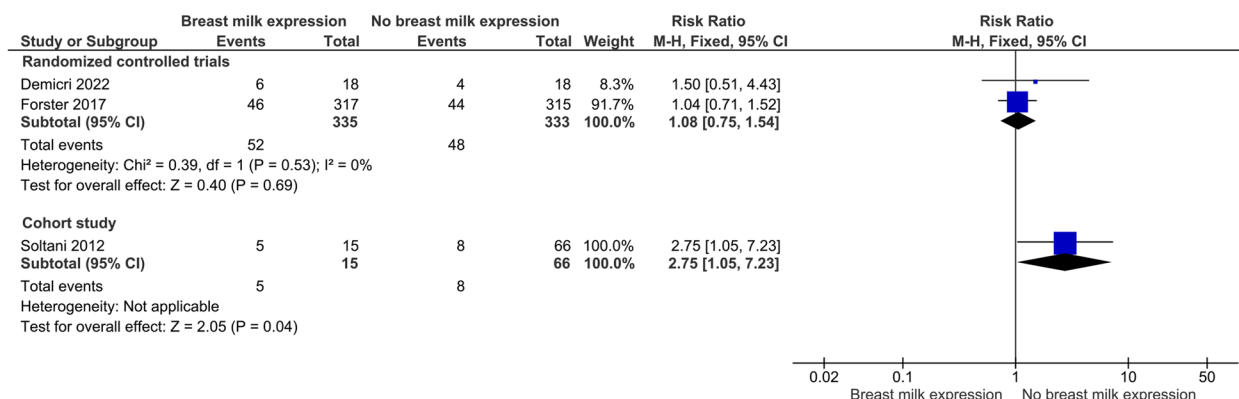 Breast milk expression No breast milk expression Risk Ratio Risk Ratio
Study or Subgroup Events Total Events Total Weight M-H, Fixed, 95% CI M-H, Fixed, 95% CI
Randomized controlled trials
Demicri 2022 6 18 4 18 8.3% 1.50 [0.51, 4.43]
Forster 2017 46 317 44 315 91.7% 1.04 [0.71, 1.52]
Subtotal (95% CI) 335 333 100.0% 1.08 [0.75, 1.54]
Total events 52 48
Heterogeneity: Chi² = 0.39, df = 1 (P = 0.53); I² = 0%
Test for overall effect: Z = 0.40 (P = 0.69)
Cohort study
Soltani 2012 5 15 8 66 100.0% 2.75 [1.05, 7.23]
Subtotal (95% CI) 15 66 100.0% 2.75 [1.05, 7.23]
Total events 5 8
Heterogeneity: Not applicable
Test for overall effect: Z = 2.05 (P = 0.04)
0.02 0.1 1 10 50
Breast milk expression No breast milk expression